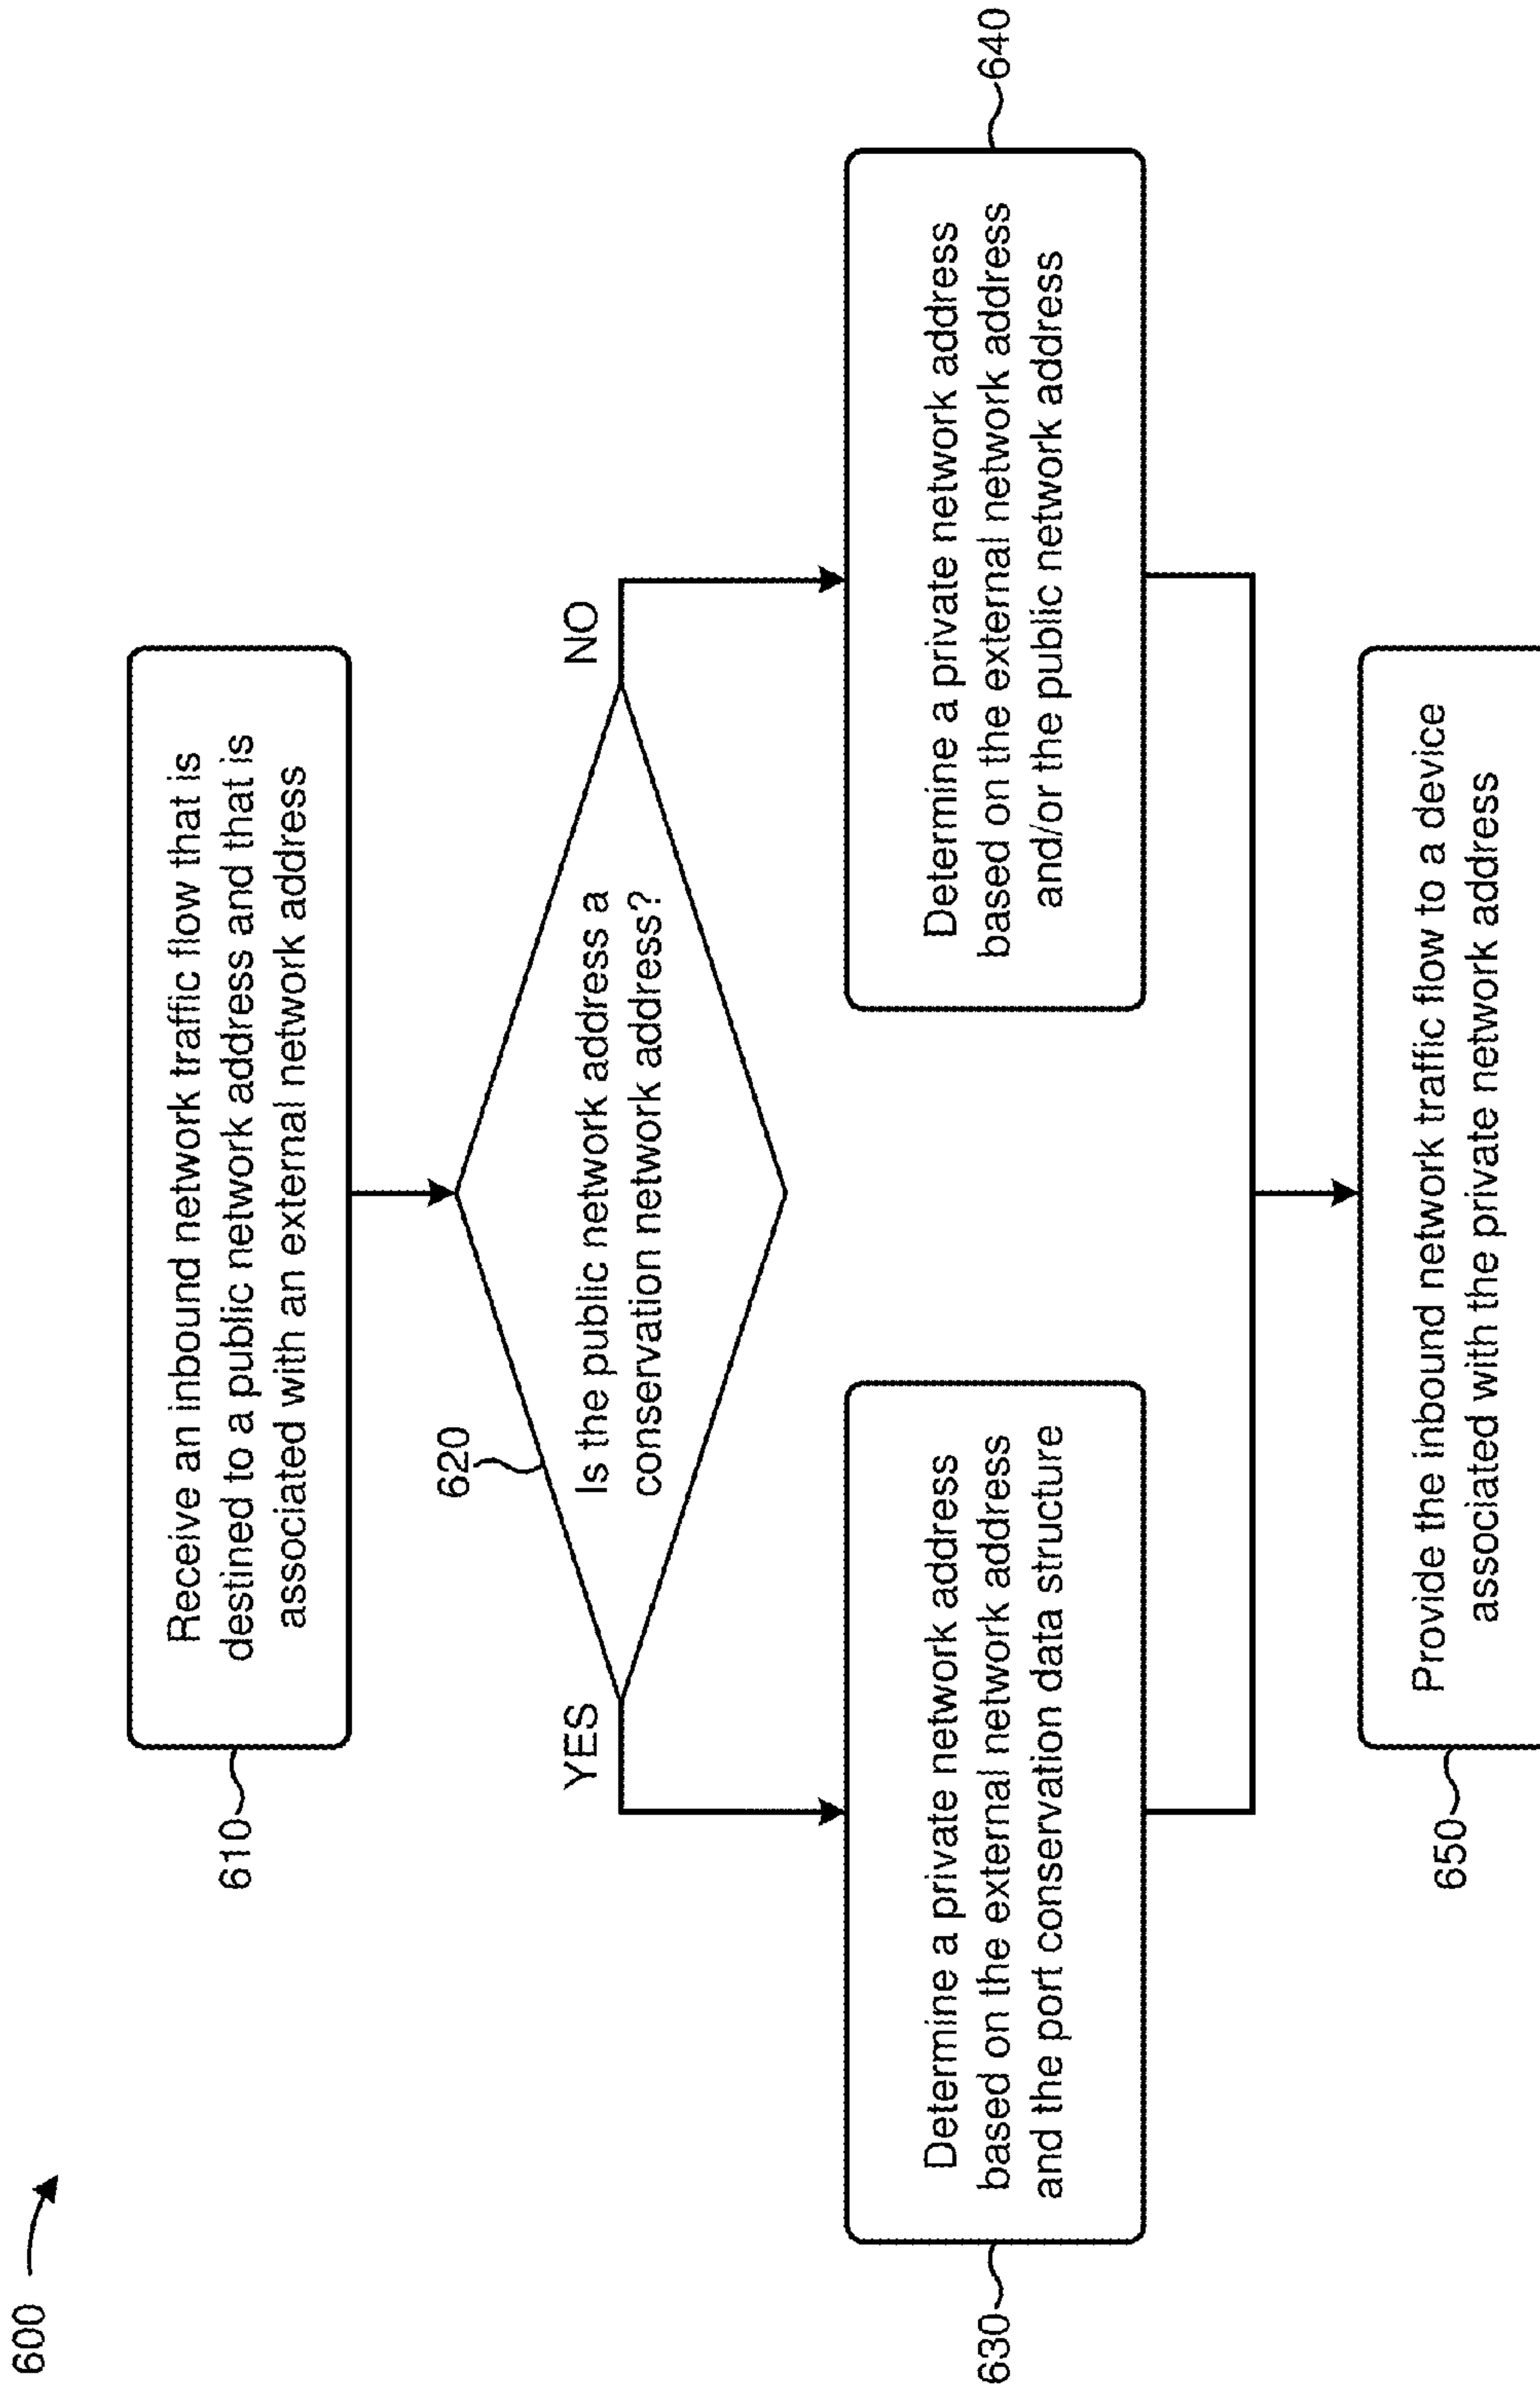 600
610
Receive an inbound network traffic flow that is
destined to a public network address and that is
associated with an external network address
620
Is the public network address a
conservation network address?
YES
NO
630
Determine a private network address
based on the external network address
and the port conservation data structure
640
Determine a private network address
based on the external network address
and/or the public network address
650
Provide the inbound network traffic flow to a device
associated with the private network address